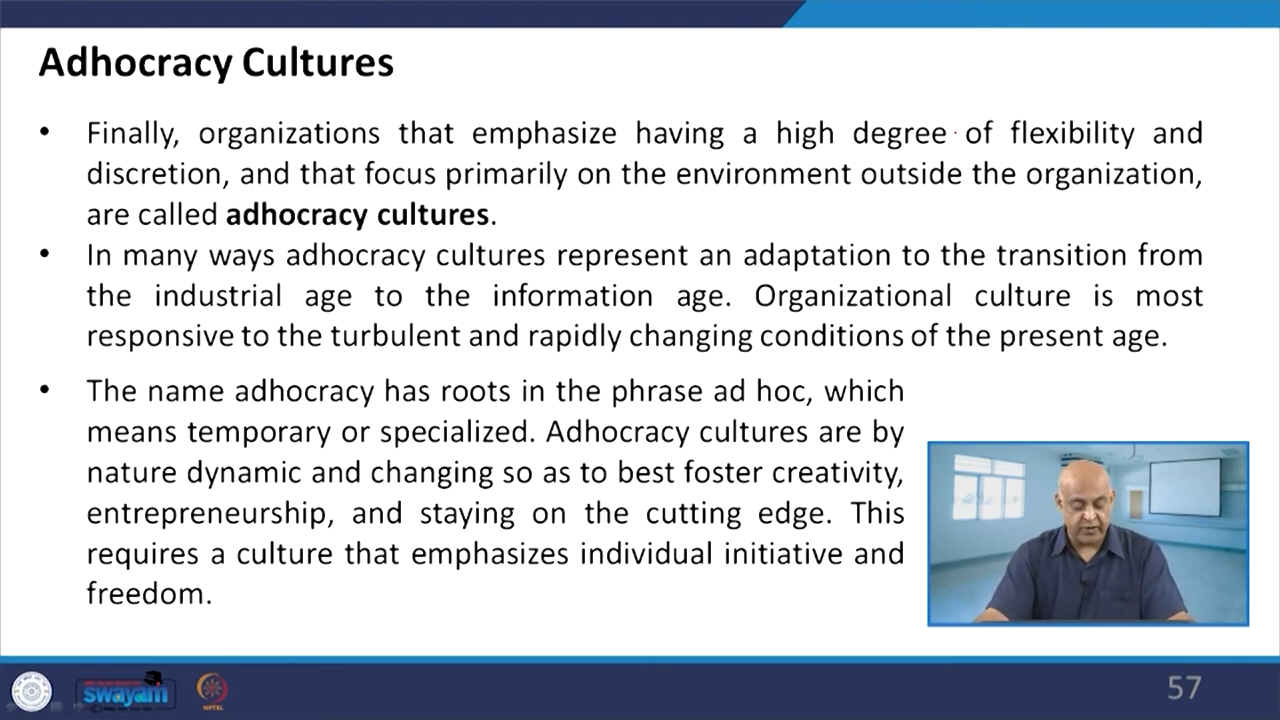 Adhocracy Cultures
• Finally, organizations that emphasize having a high degree of flexibility and
discretion, and that focus primarily on the environment outside the organization,
are called adhocracy cultures.
• In many ways adhocracy cultures represent an adaptation to the transition from
the industrial age to the information age. Organizational culture is most
responsive to the turbulent and rapidly changing conditions of the present age.
• The name adhocracy has roots in the phrase ad hoc, which
means temporary or specialized. Adhocracy cultures are by
nature dynamic and changing so as to best foster creativity,
entrepreneurship, and staying on the cutting edge. This
requires a culture that emphasizes individual initiative and
freedom.
swayam
NPTEL
57